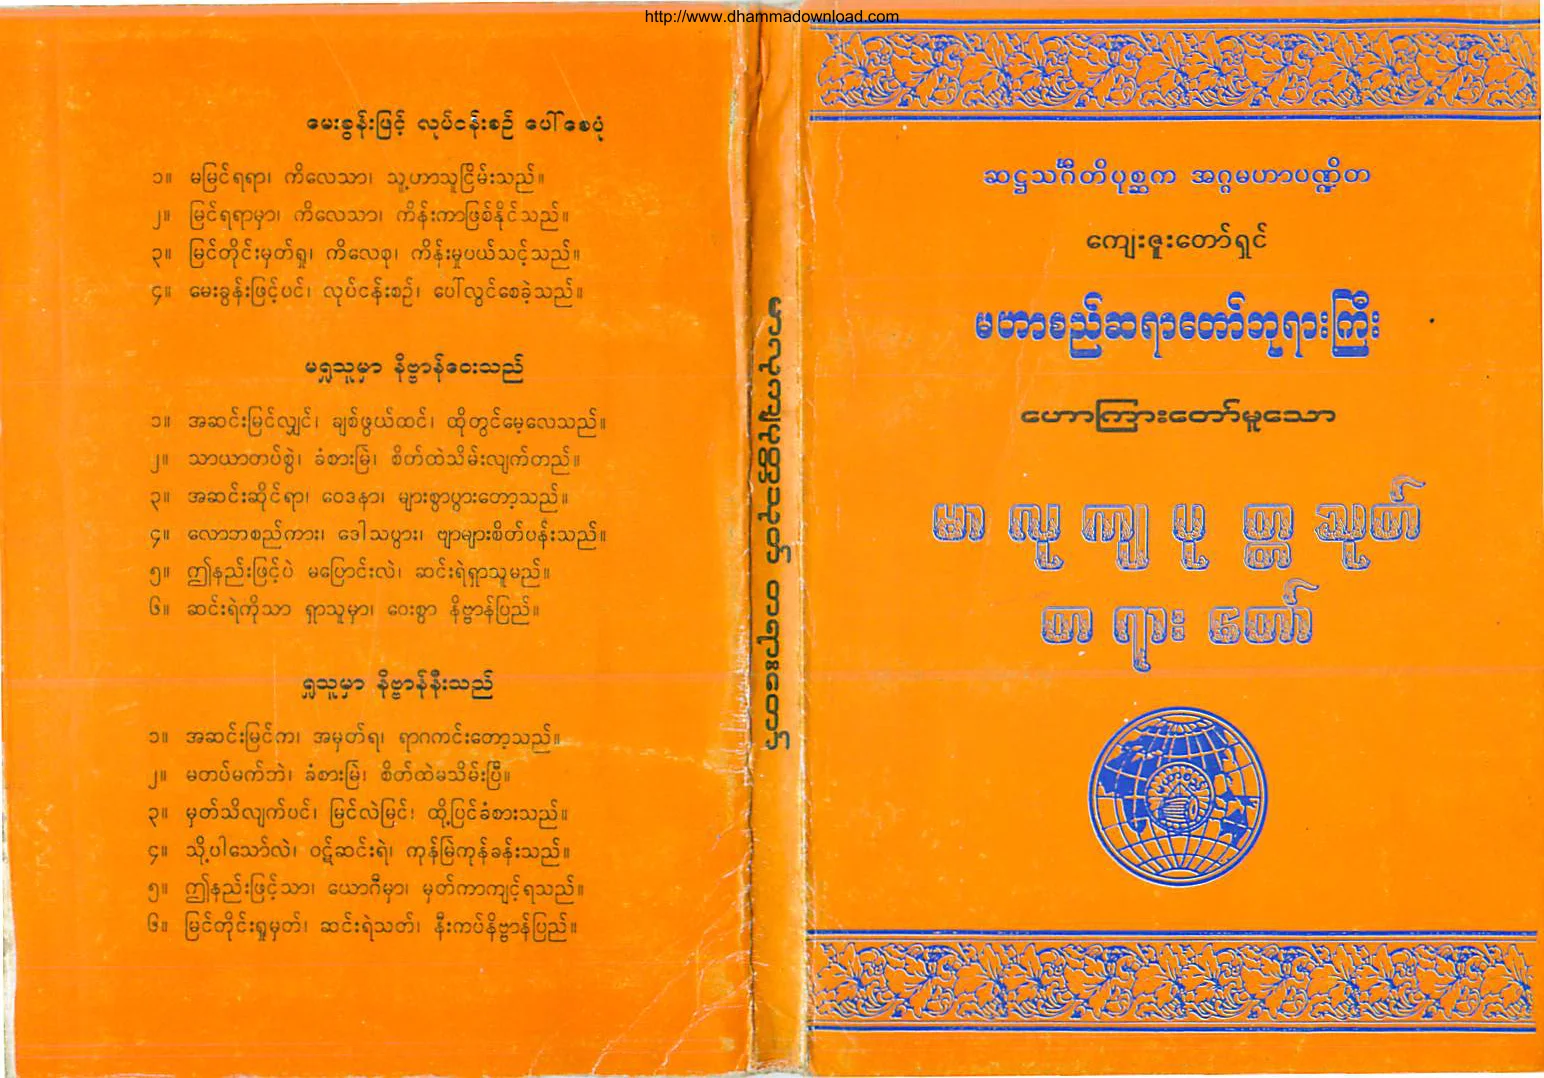 http://www.dhammadownload.com
မေးခွန်းဖြင့် လုပ်ငန်းစဉ် ပေါ်စေပုံ
၁။ မမြင်ရရာ၊ ကိလေသာ၊ သူ့ဟာသူငြိမ်းသည်။
၂။ မြင်ရရာမှာ၊ ကိလေသာ၊ ကိန်းကာဖြစ်နိုင်သည်။
၃။ မြင်တိုင်းမှတ်ရှု၊ ကိလေစု၊ ကိန်းမှုပယ်သင့်သည်။
၄။ မေးခွန်းဖြင့်ပင်၊ လုပ်ငန်းစဉ်၊ ပေါ်လွင်စေခဲ့သည်။
မရှုသူမှာ နိဗ္ဗာန်ဝေးသည်
၁။ အဆင်းမြင်လျှင်၊ ချစ်ဖွယ်ထင်၊ ထိုတွင်မေ့လေသည်။
၂။ သာယာတပ်စွဲ၊ ခံစားမြဲ၊ စိတ်ထဲသိမ်းလျက်တည်။
၃။ အဆင်းဆိုင်ရာ၊ ဝေဒနာ၊ များစွာပွားတော့သည်။
၄။ လောဘစည်ကား၊ ဒေါသပွား၊ ဗျာများစိတ်ပန်းသည်။
၅။ ဤနည်းဖြင့်ပဲ မပြောင်းလဲ၊ ဆင်းရဲရှာသူမည်။
၆။ ဆင်းရဲကိုသာ ရှာသူမှာ၊ ဝေးစွာ နိဗ္ဗာန်ပြည်။
ရှုသူမှာ နိဗ္ဗာန်နီးသည်
၁။ အဆင်းမြင်က၊ အမှတ်ရ၊ ရာဂကင်းတော့သည်။
၂။ မတပ်မက်ဘဲ၊ ခံစားမြဲ၊ စိတ်ထဲမသိမ်းပြီ။
၃။ မှတ်သိလျက်ပင်၊ မြင်လဲမြင်၊ ထို့ပြင်ခံစားသည်။
၄။ သို့ပါသော်လဲ၊ ဝဋ်ဆင်းရဲ၊ ကုန်မြဲကုန်ခန်းသည်။
၅။ ဤနည်းဖြင့်သာ၊ ယောဂီမှာ၊ မှတ်ကာကျင့်ရသည်။
၆။ မြင်တိုင်းရှုမှတ်၊ ဆင်းရဲသတ်၊ နီးကပ်နိဗ္ဗာန်ပြည်။
ဆဋ္ဌသင်္ဂီတိပုစ္ဆက အဂ္ဂမဟာပဏ္ဍိတ
ကျေးဇူးတော်ရှင်
မဟာစည်ဆရာတော်ဘုရားကြီး
ဟောကြားတော်မူသော
မာလုကျပုတ္တသုတ်
တရားတော်